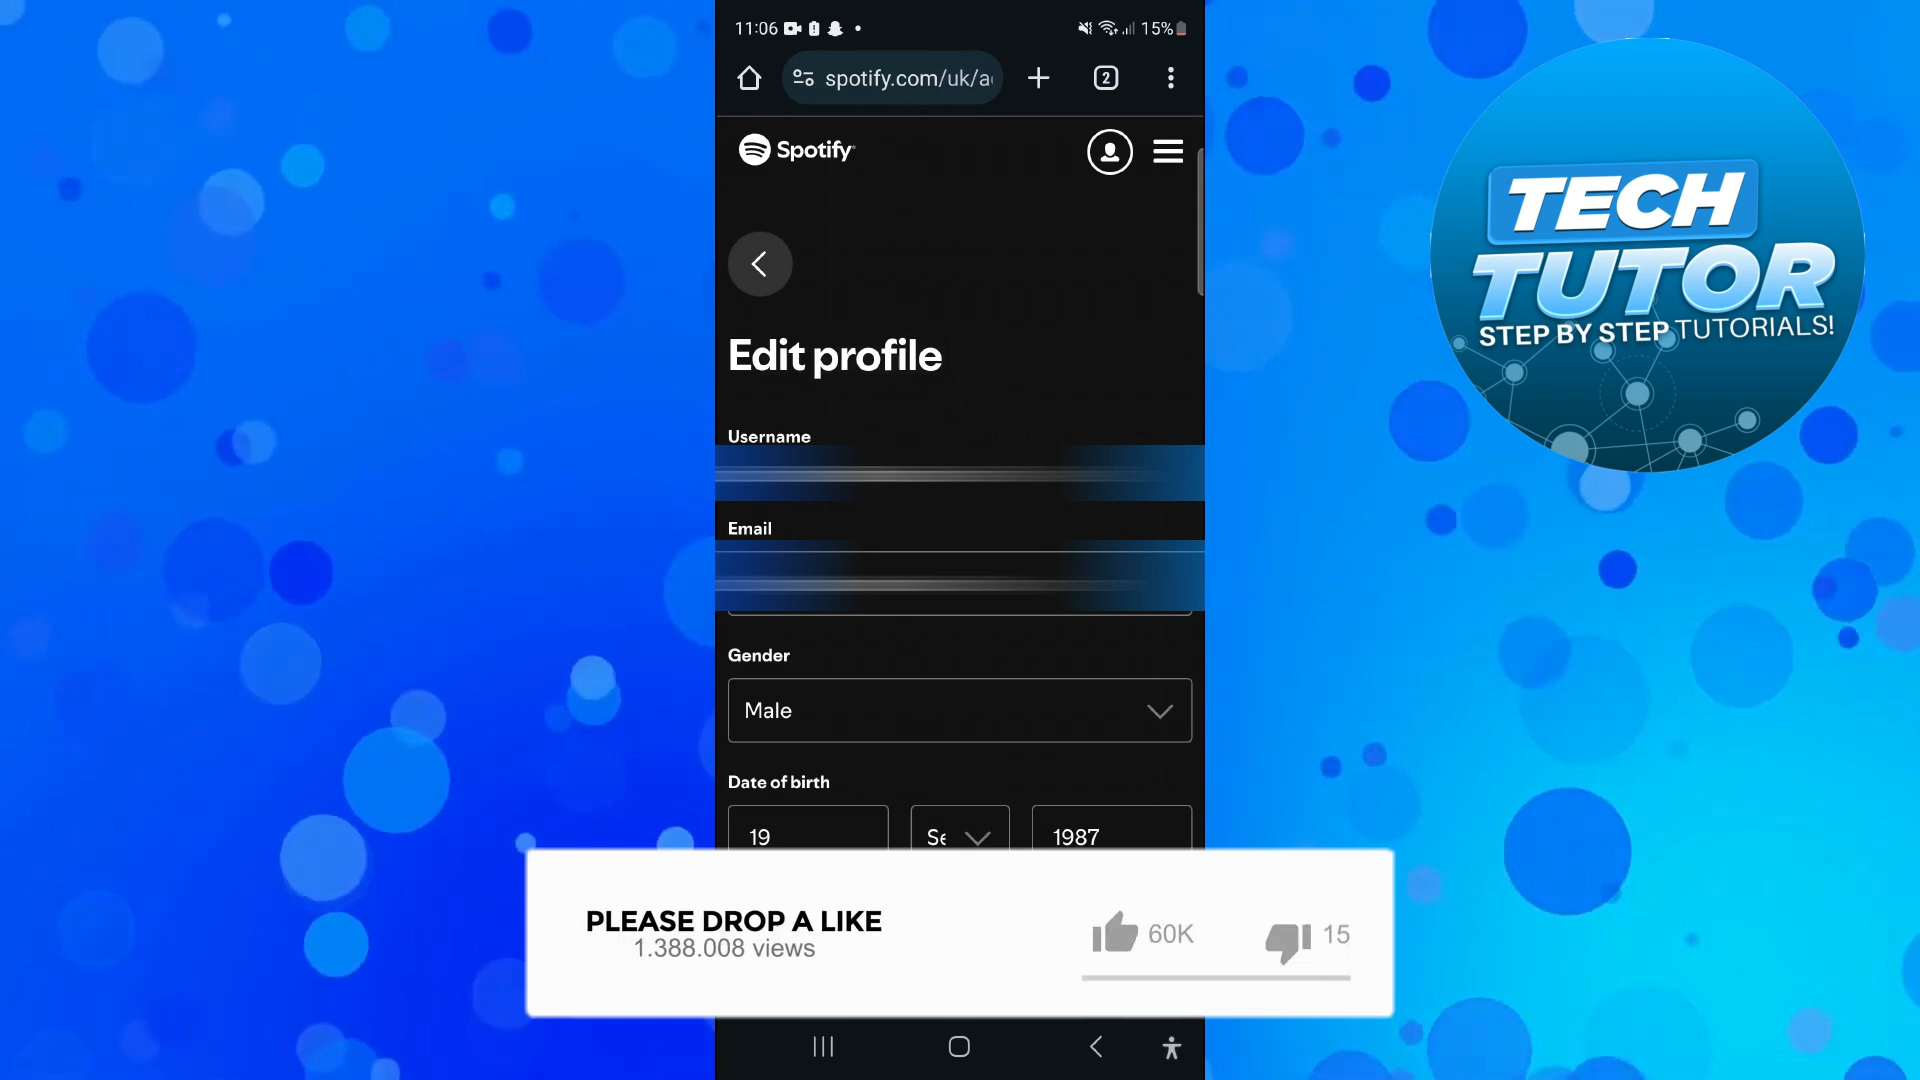 11:06
15%
spotify.com/uk/a
2
Spotify
TECH
TUTOR
STEP BY STEP TUTORIALS!
Edit profile
Username
Email
Gender
Male
Date of birth
19
Se
1987
PLEASE DROP A LIKE
1.388.008 views
60K
15